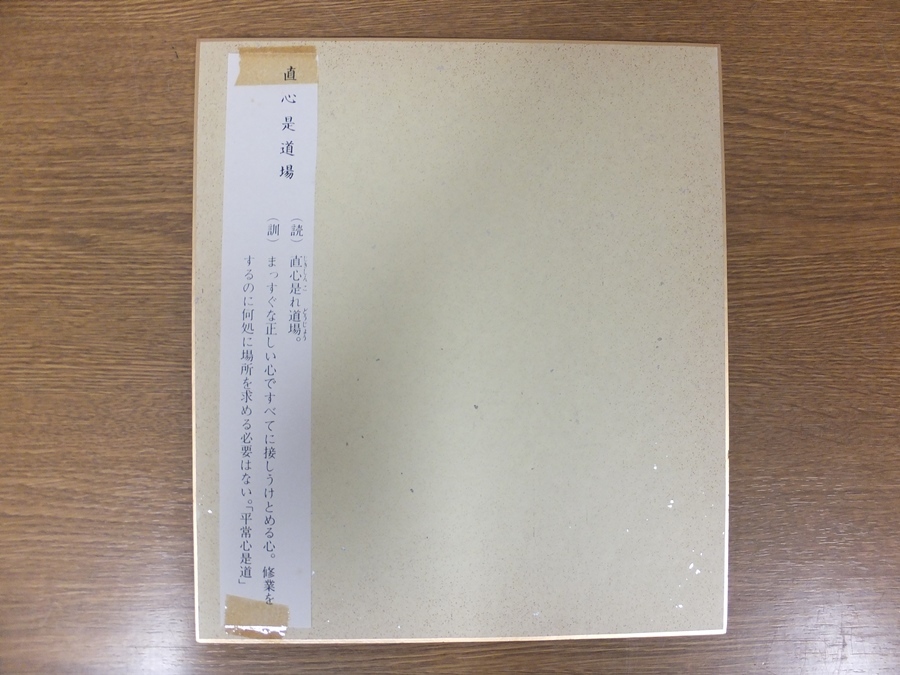 直心是道場
（読）直心是れ道場。
（訓）まっすぐな正しい心ですべてに接しうけとめる心。修業を
するのに何処に場所を求める必要はない。「平常心是道」